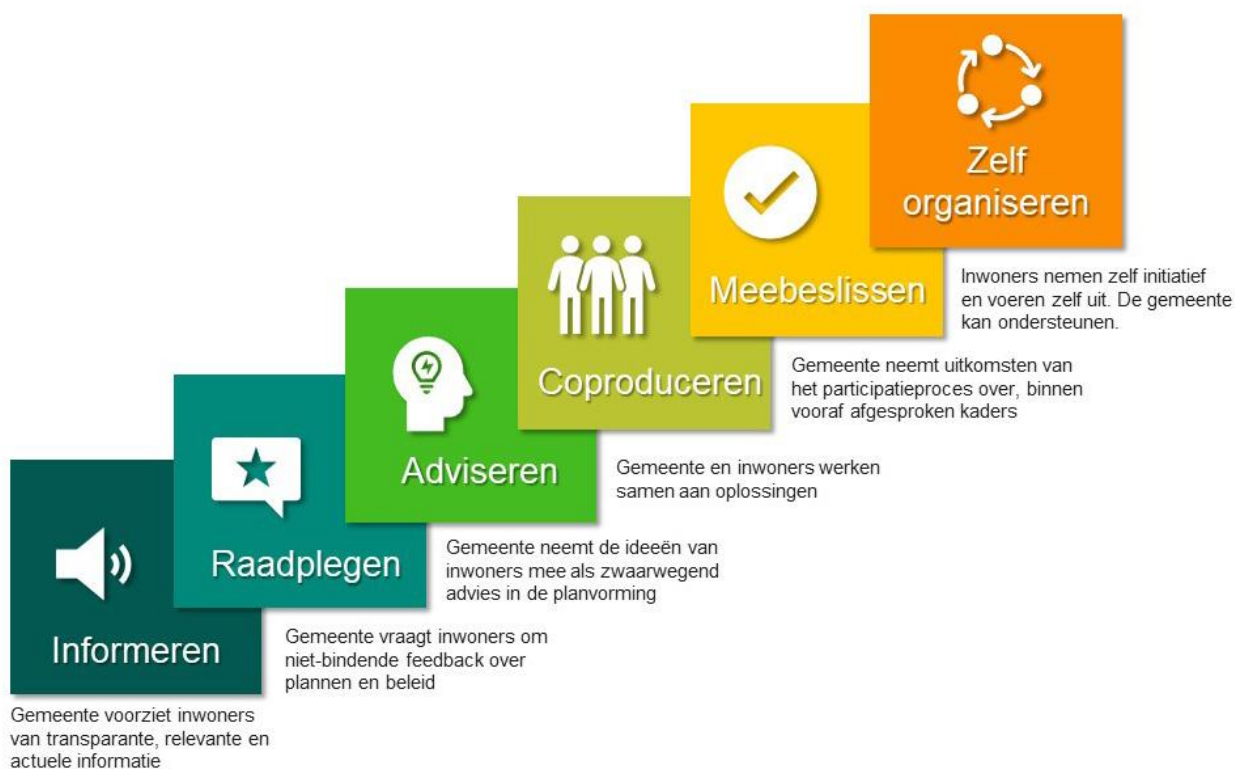 Informeren
Gemeente voorziet inwoners
van transparante, relevante en
actuele informatie
Raadplegen
Gemeente vraagt inwoners om
niet-bindende feedback over
plannen en beleid
Adviseren
Gemeente neemt de ideeën van
inwoners mee als zwaarwegend
advies in de planvorming
Coproduceren
Gemeente en inwoners werken
samen aan oplossingen
Meebeslissen
Gemeente neemt uitkomsten van
het participatieproces over, binnen
vooraf afgesproken kaders
Zelf
organiseren
Inwoners nemen zelf initiatief
en voeren zelf uit. De gemeente
kan ondersteunen.